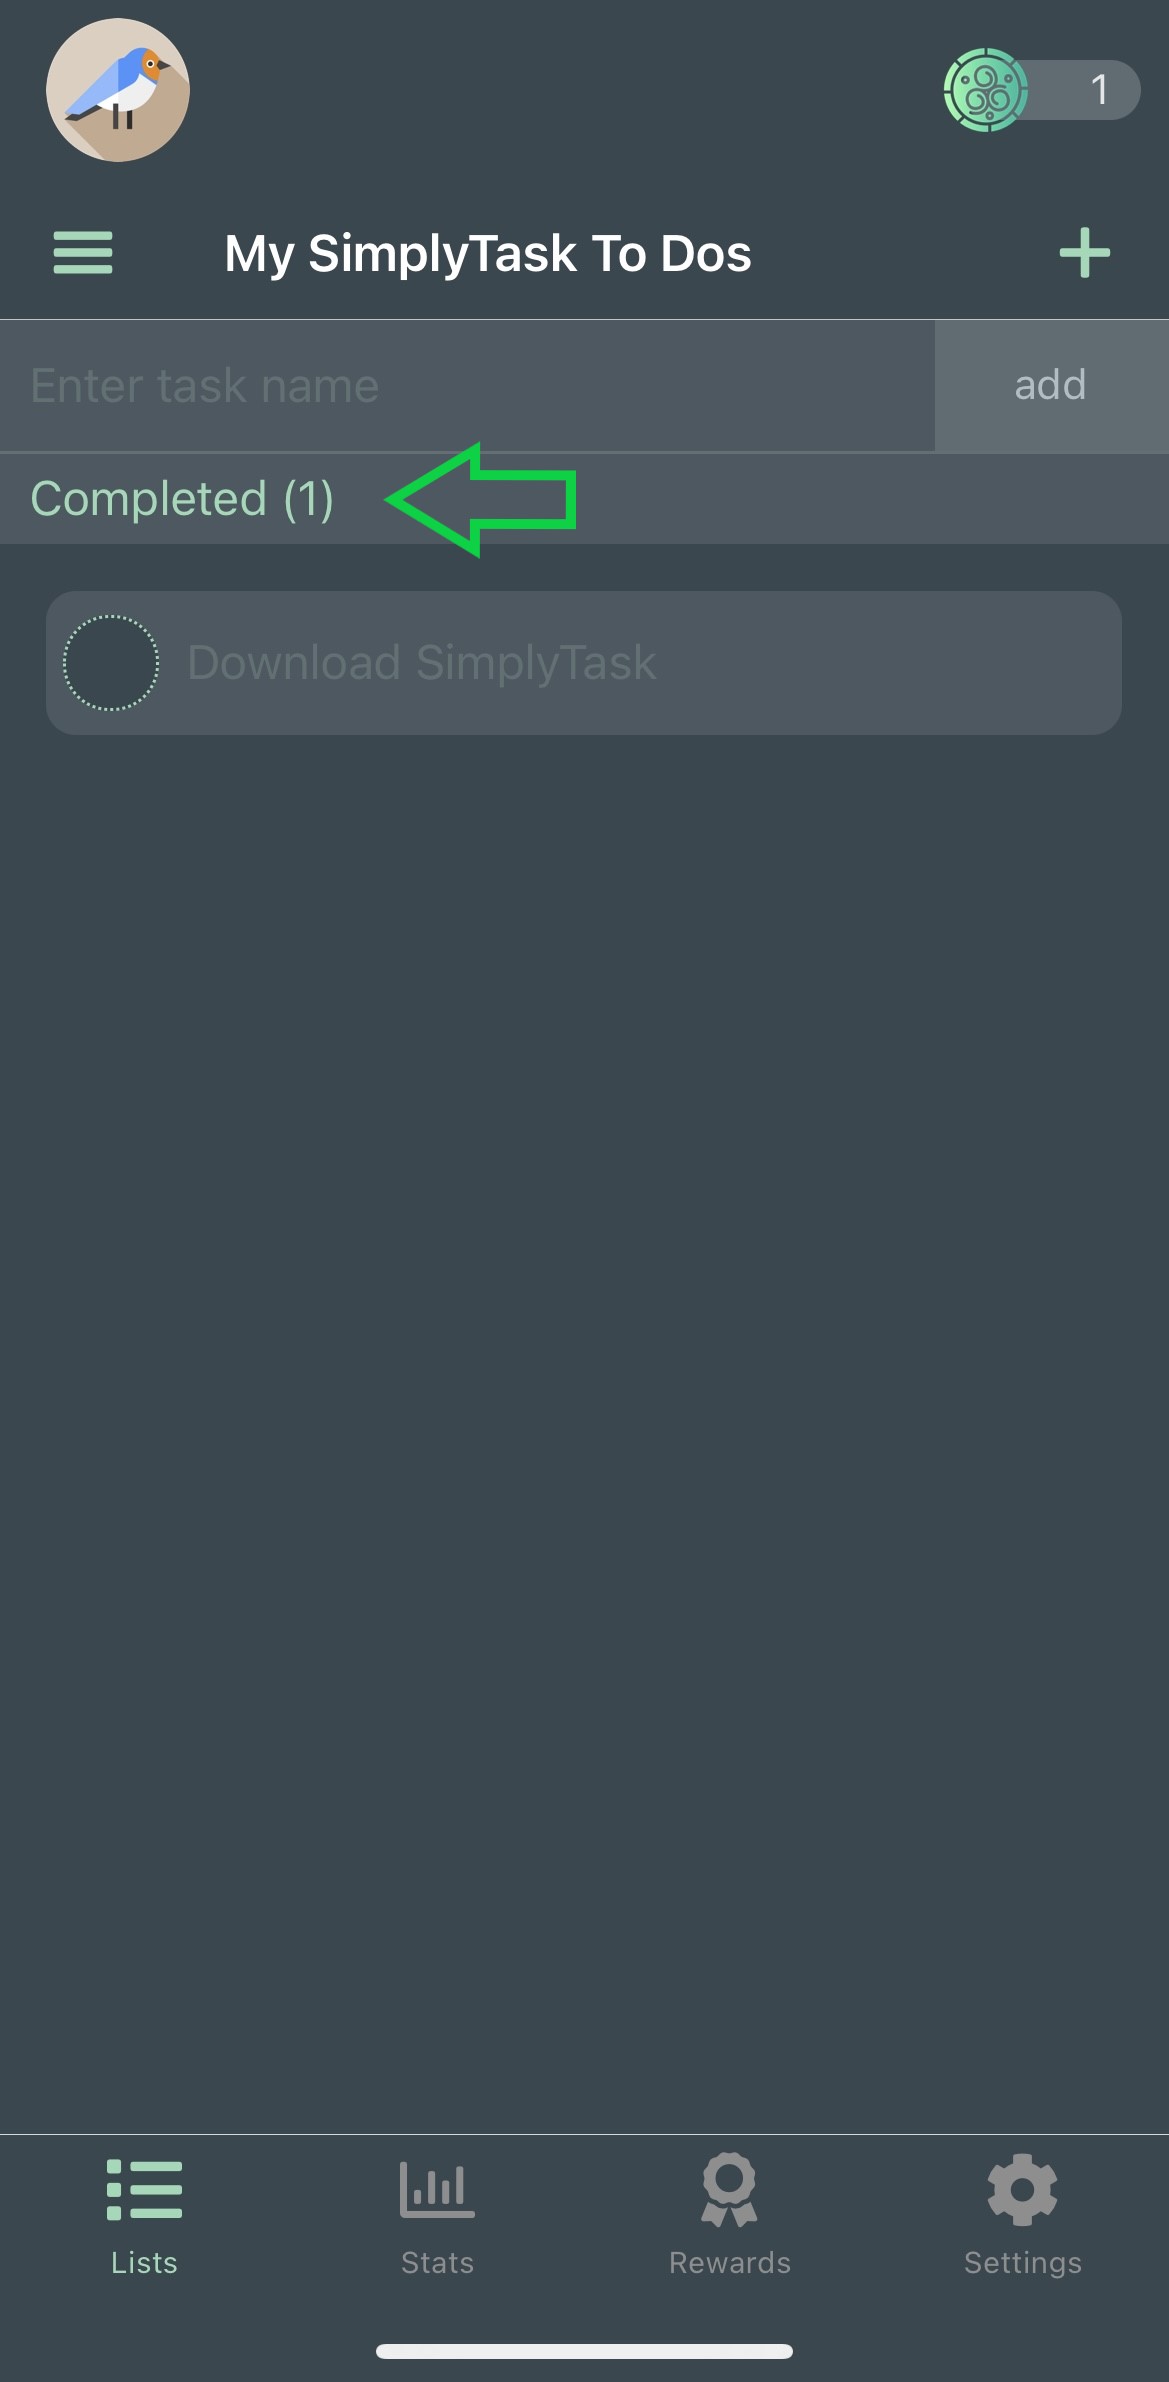 1
My SimplyTask To Dos
Enter task name
add
Completed (1)
Download SimplyTask
Lists
Stats
Rewards
Settings